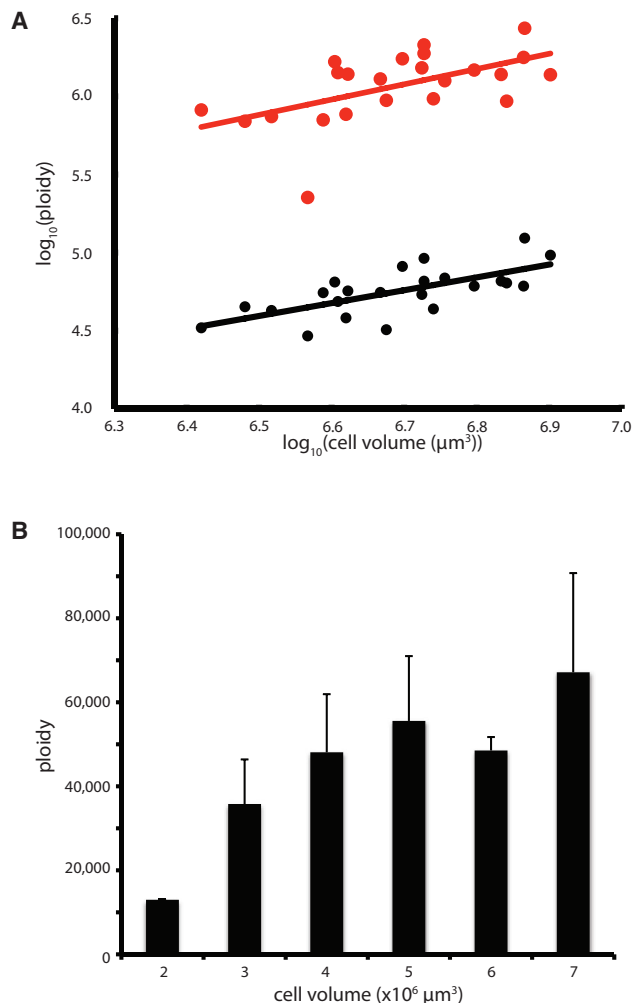 A
6.5
6.0
5.5
5.0
4.5
4.0
log10(ploidy)
6.3 6.4 6.5 6.6 6.7 6.8 6.9 7.0
log10(cell volume (µm³))
B
100,000
80,000
60,000
40,000
20,000
0
ploidy
2 3 4 5 6 7
cell volume (x10⁶ µm³)